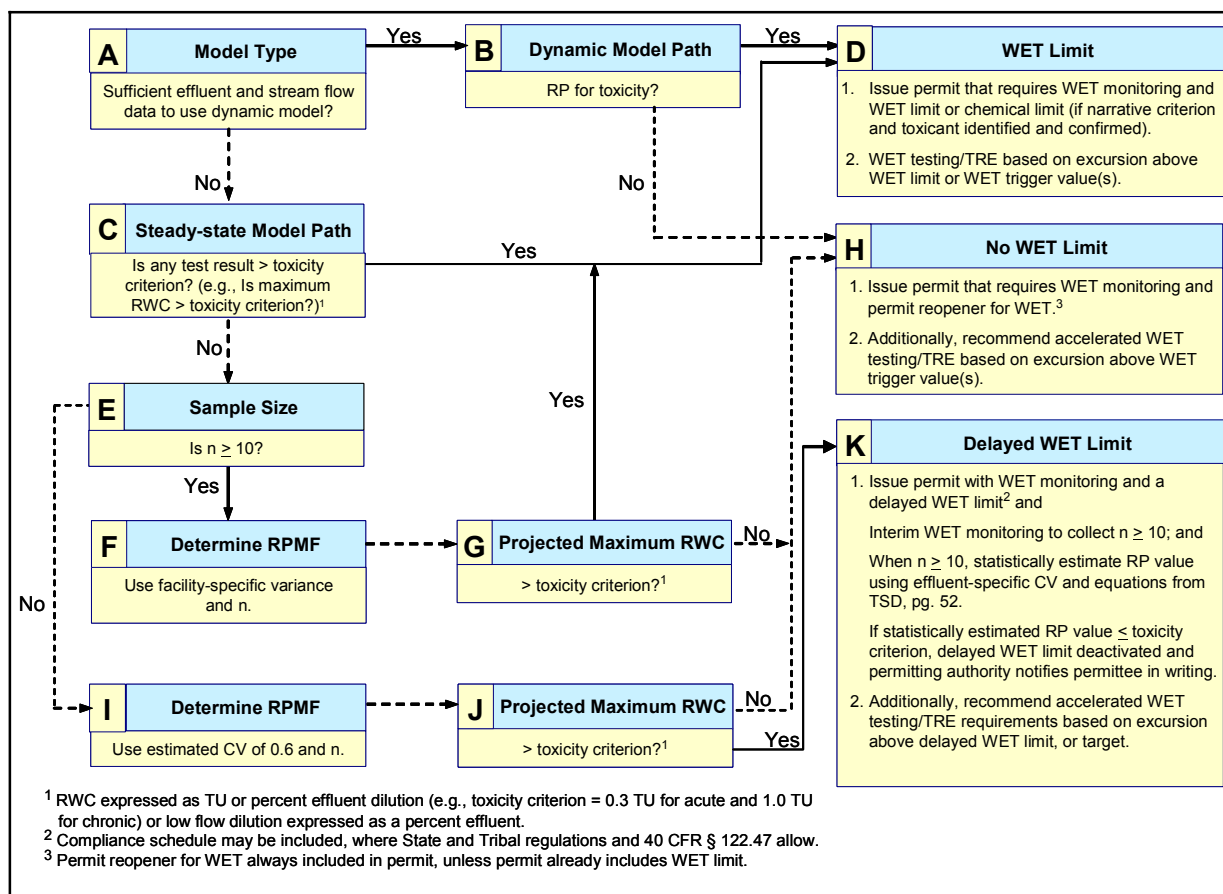 A Model Type
Sufficient effluent and stream flow
data to use dynamic model?
Yes
B Dynamic Model Path
RP for toxicity?
Yes
D WET Limit
1. Issue permit that requires WET monitoring and
WET limit or chemical limit (if narrative criterion
and toxicant identified and confirmed).
2. WET testing/TRE based on excursion above
WET limit or WET trigger value(s).
No
No
C Steady-state Model Path
Is any test result > toxicity
criterion? (e.g., Is maximum
RWC > toxicity criterion?)¹
Yes
H No WET Limit
1. Issue permit that requires WET monitoring and
permit reopener for WET.³
2. Additionally, recommend accelerated WET
testing/TRE based on excursion above WET
trigger value(s).
No
E Sample Size
Is n ≥ 10?
Yes
Yes
No
F Determine RPMF
Use facility-specific variance
and n.
G Projected Maximum RWC
> toxicity criterion?¹
No
K Delayed WET Limit
1. Issue permit with WET monitoring and a
delayed WET limit² and
Interim WET monitoring to collect n ≥ 10; and
When n ≥ 10, statistically estimate RP value
using effluent-specific CV and equations from
TSD, pg. 52.
If statistically estimated RP value ≤ toxicity
criterion, delayed WET limit deactivated and
permitting authority notifies permittee in writing.
2. Additionally, recommend accelerated WET
testing/TRE requirements based on excursion
above delayed WET limit, or target.
I Determine RPMF
Use estimated CV of 0.6 and n.
J Projected Maximum RWC
> toxicity criterion?¹
No
Yes
¹ RWC expressed as TU or percent effluent dilution (e.g., toxicity criterion = 0.3 TU for acute and 1.0 TU
for chronic) or low flow dilution expressed as a percent effluent.
² Compliance schedule may be included, where State and Tribal regulations and 40 CFR § 122.47 allow.
³ Permit reopener for WET always included in permit, unless permit already includes WET limit.